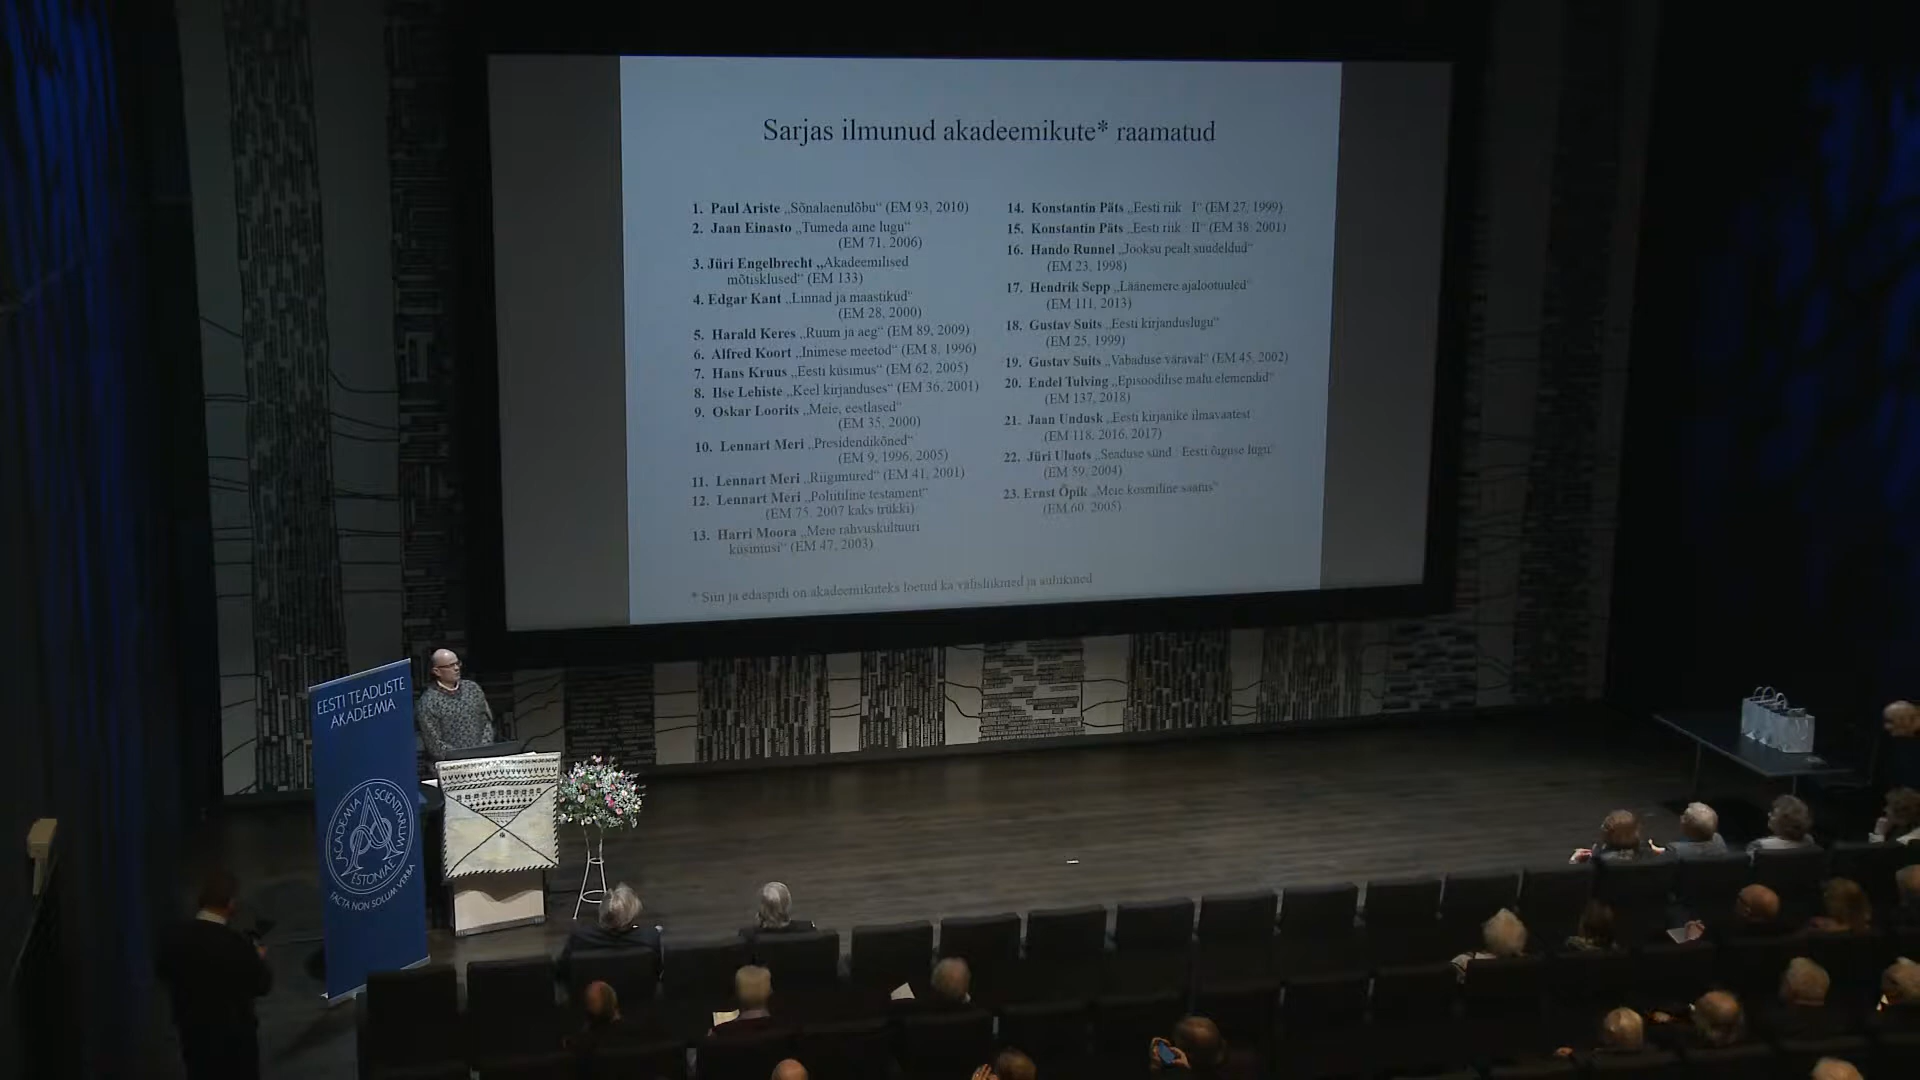 Sarjas ilmunud akadeemikute* raamatud
1. Paul Ariste „Sõnalaenulõbu“ (EM 93, 2010)
2. Jaan Einasto „Tumeda aine lugu“
(EM 71, 2006)
3. Jüri Engelbrecht „Akadeemilised
mõtisklused“ (EM 133)
4. Edgar Kant „Linnad ja maastikud“
(EM 28, 2000)
5. Harald Keres „Ruum ja aeg“ (EM 89, 2009)
6. Alfred Koort „Inimese meetod“ (EM 8, 1996)
7. Hans Kruus „Eesti küsimus“ (EM 62, 2005)
8. Ilse Lehiste „Keel kirjanduses“ (EM 36, 2001)
9. Oskar Loorits „Meie, eestlased“
(EM 35, 2000)
10. Lennart Meri „Presidendikõned“
(EM 9, 1996, 2005)
11. Lennart Meri „Riigimured“ (EM 41, 2001)
12. Lennart Meri „Poliitiline testament“
(EM 75, 2007 kaks trükki)
13. Harri Moora „Meie rahvuskultuuri
küsimusi“ (EM 47, 2003)
14. Konstantin Päts „Eesti riik I“ (EM 27, 1999)
15. Konstantin Päts „Eesti riik II“ (EM 38, 2001)
16. Hando Runnel „Jooksu pealt suudeldud“
(EM 23, 1998)
17. Hendrik Sepp „Läänemere ajalootuuled“
(EM 111, 2013)
18. Gustav Suits „Eesti kirjanduslugu“
(EM 25, 1999)
19. Gustav Suits „Vabaduse väraval“ (EM 45, 2002)
20. Endel Tulving „Episoodilise mälu elemendid“
(EM 137, 2018)
21. Jaan Undusk „Eesti kirjanike ilmavaatest“
(EM 118, 2016, 2017)
22. Jüri Uluots „Seaduse sünd. Eesti õiguse lugu“
(EM 59, 2004)
23. Ernst Öpik „Meie kosmiline saatus“
(EM 60, 2005)
* Siin ja edaspidi on akadeemikuteks loetud ka välisliikmed ja auliikmed
EESTI TEADUSTE
AKADEEMIA
ACADEMIA SCIENTIARUM
ESTONIAE
FACTA NON SOLUM VERBA